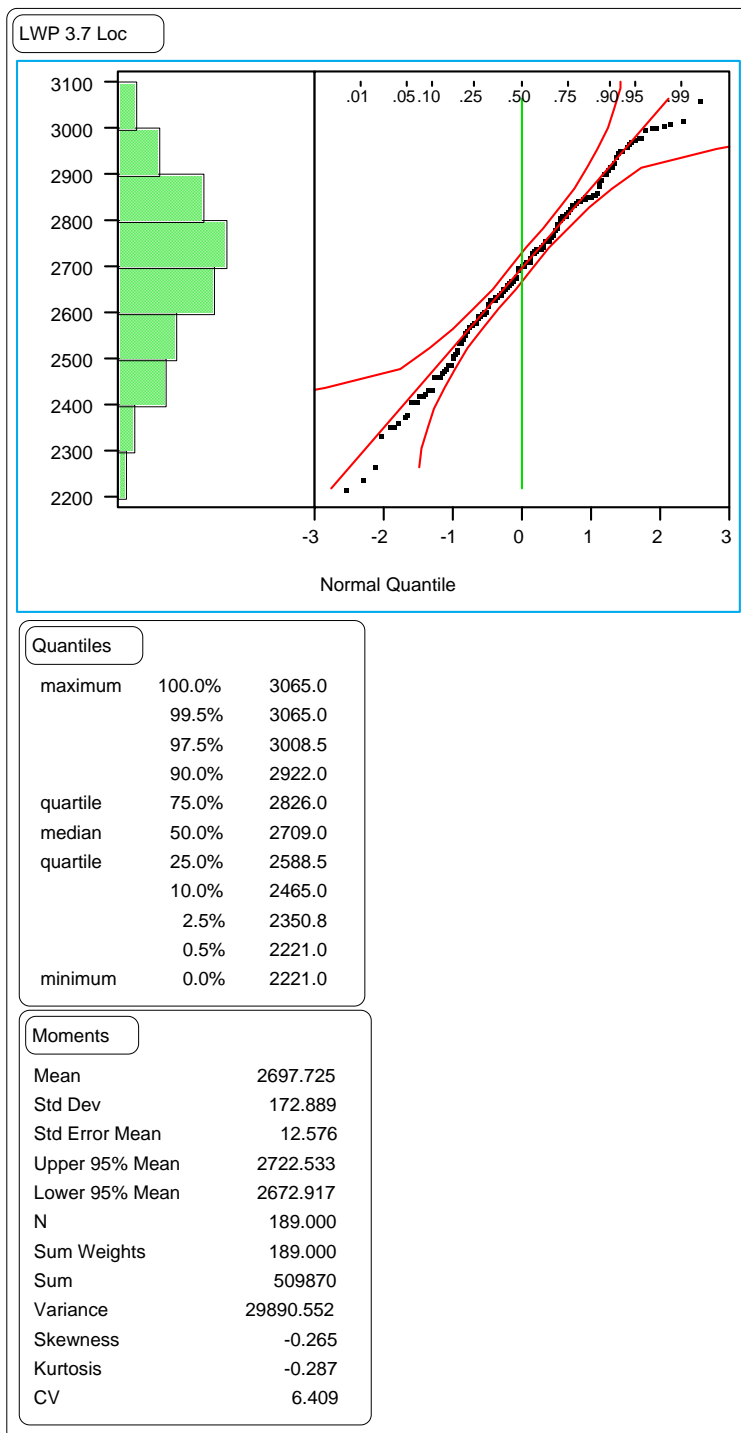 LWP 3.7 Loc
3100
3000
2900
2800
2700
2600
2500
2400
2300
2200
.01 .05 .10 .25 .50 .75 .90 .95 .99
-3 -2 -1 0 1 2 3
Normal Quantile
Quantiles
maximum 100.0% 3065.0
99.5% 3065.0
97.5% 3008.5
90.0% 2922.0
quartile 75.0% 2826.0
median 50.0% 2709.0
quartile 25.0% 2588.5
10.0% 2465.0
2.5% 2350.8
0.5% 2221.0
minimum 0.0% 2221.0
Moments
Mean 2697.725
Std Dev 172.889
Std Error Mean 12.576
Upper 95% Mean 2722.533
Lower 95% Mean 2672.917
N 189.000
Sum Weights 189.000
Sum 509870
Variance 29890.552
Skewness -0.265
Kurtosis -0.287
CV 6.409